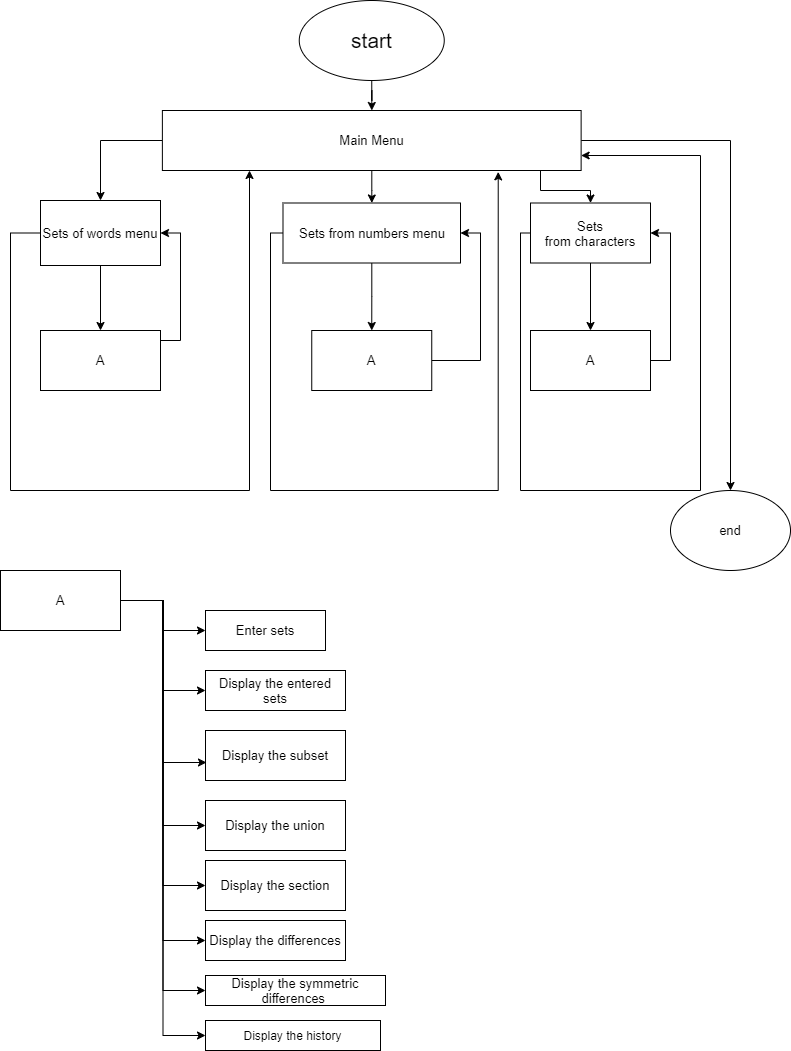 start
Main Menu
Sets of words menu
Sets from numbers menu
Sets
from characters
A
A
A
end
A
Enter sets
Display the entered
sets
Display the subset
Display the union
Display the section
Display the differences
Display the symmetric
differences
Display the history